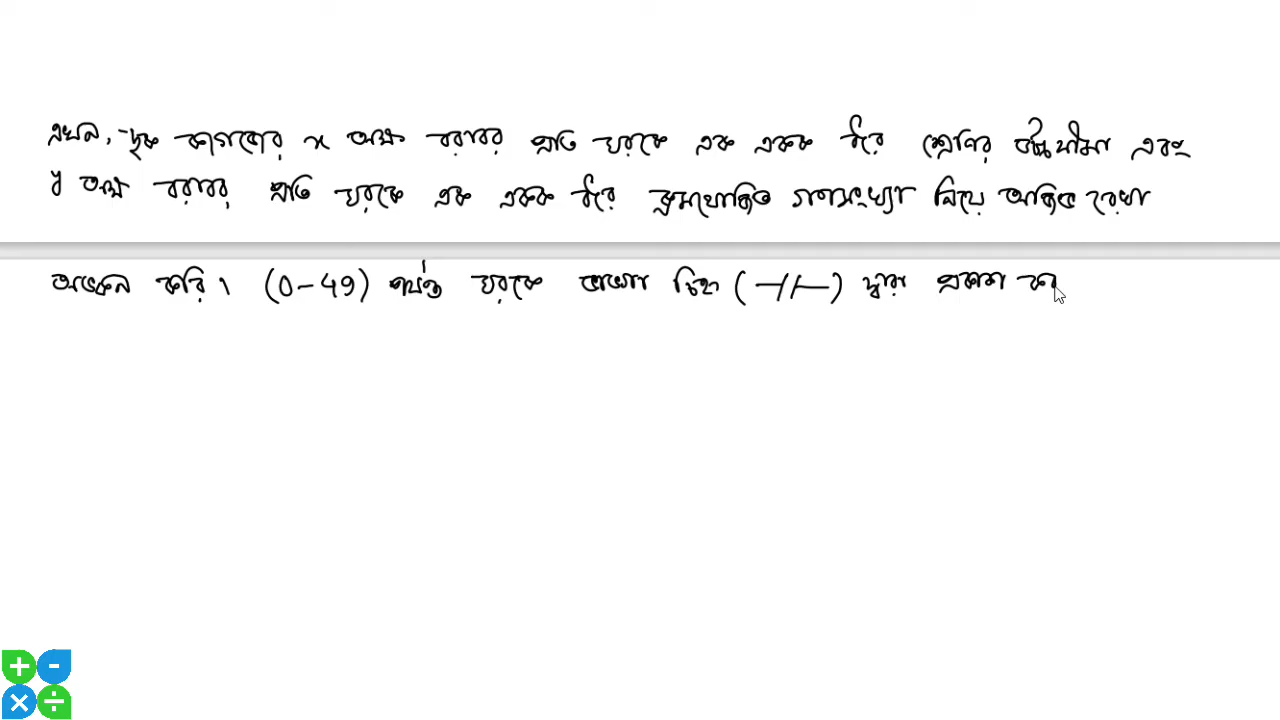 এখন, ছক কাগজের x অক্ষ বরাবর প্রতি ঘরকে এক একক ধরে শ্রেণির উচ্চসীমা এবং
y অক্ষ বরাবর প্রতি ঘরকে এক একক ধরে ক্রমযোজিত গণসংখ্যা নিয়ে অজিভ রেখা
অঙ্কন করি। (0-49) পর্যন্ত ঘরকে ভাঙা চিহ্ন (-//-) দ্বারা প্রকাশ কর
+ - × ÷